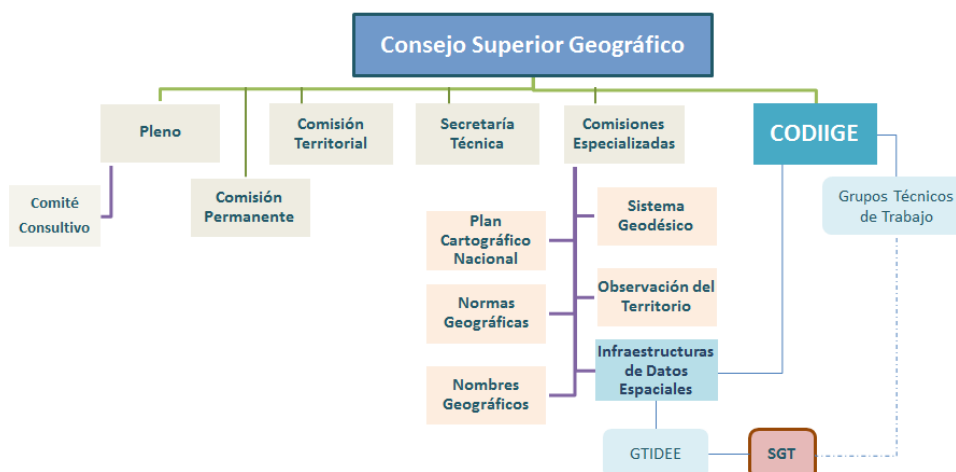 Consejo Superior Geográfico
Pleno
Comisión
Territorial
Secretaría
Técnica
Comisiones
Especializadas
CODIIGE
Comité
Consultivo
Comisión
Permanente
Grupos Técnicos
de Trabajo
Plan
Cartográfico
Nacional
Sistema
Geodésico
Normas
Geográficas
Observación del
Territorio
Nombres
Geográficos
Infraestructuras
de Datos
Espaciales
GTIDEE
SGT